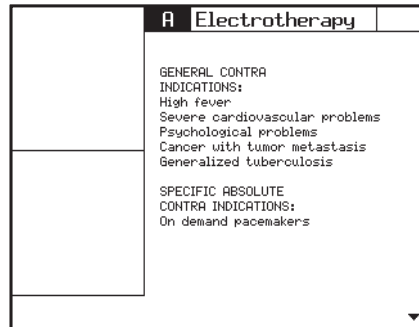 A Electrotherapy
GENERAL CONTRA
INDICATIONS:
High fever
Severe cardiovascular problems
Psychological problems
Cancer with tumor metastasis
Generalized tuberculosis
SPECIFIC ABSOLUTE
CONTRA INDICATIONS:
On demand pacemakers